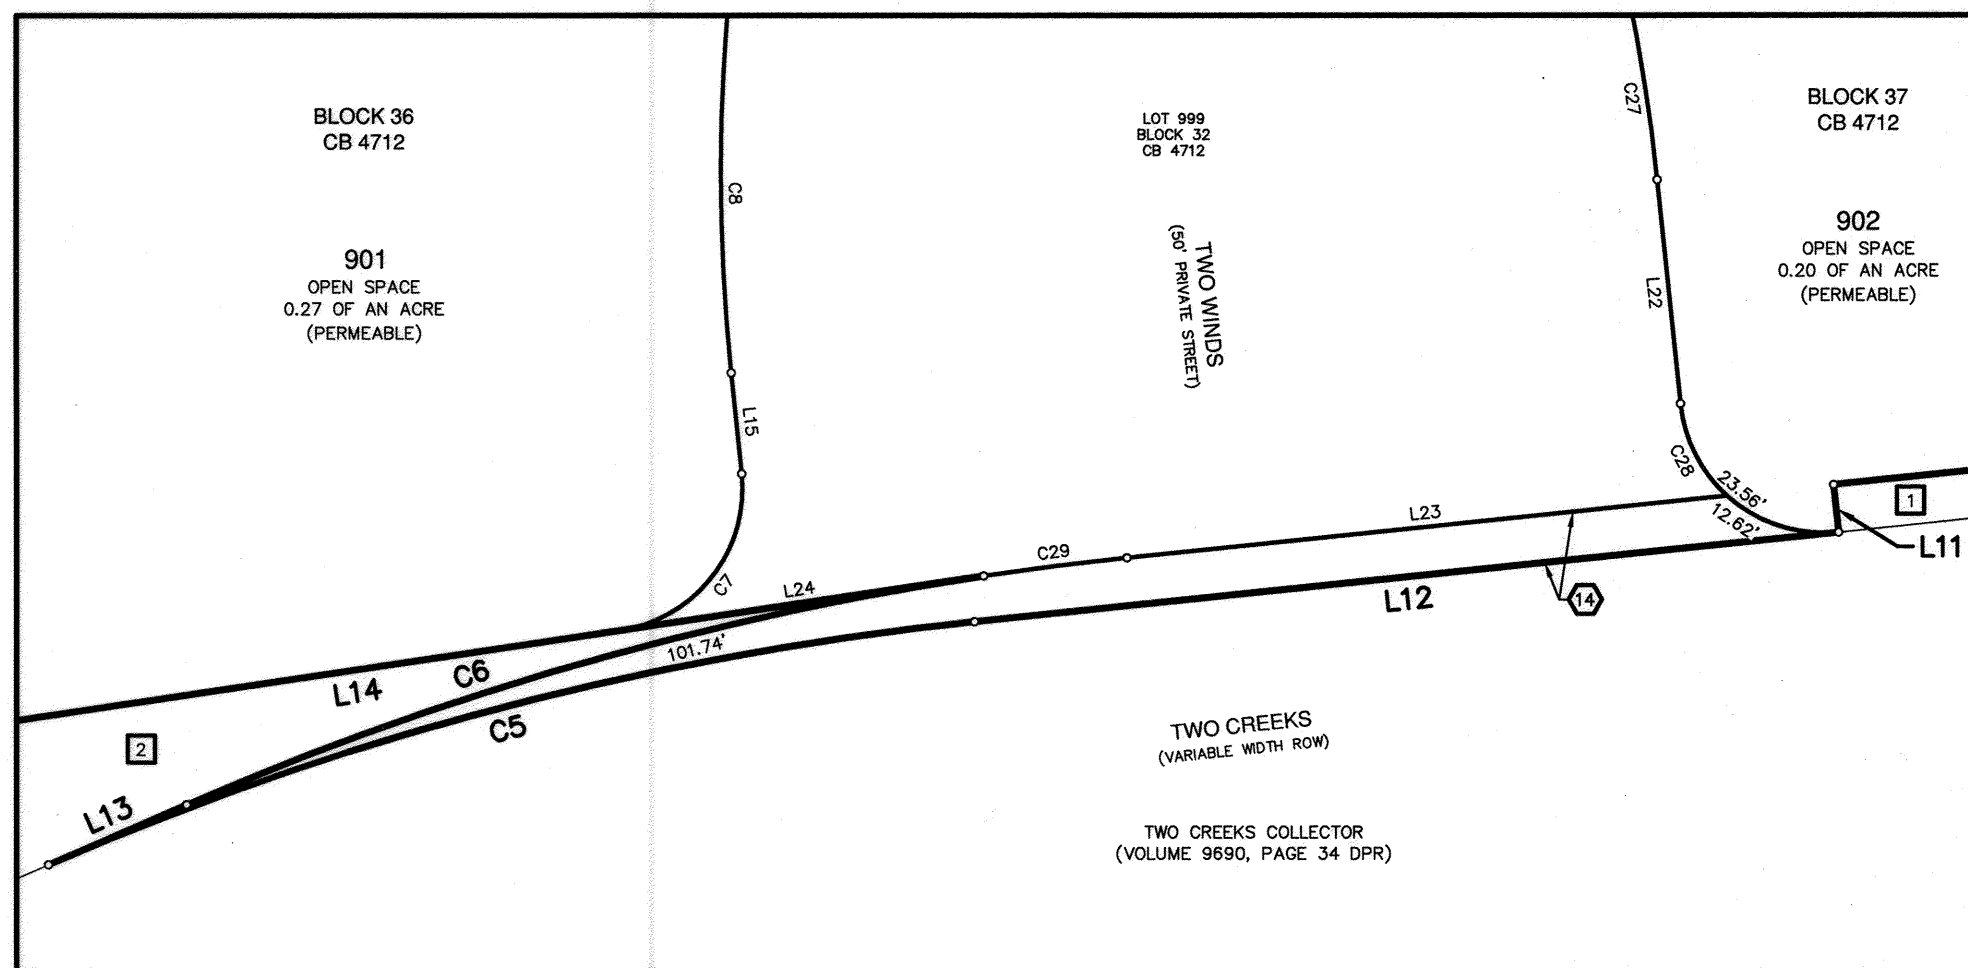 BLOCK 36
CB 4712
901
OPEN SPACE
0.27 OF AN ACRE
(PERMEABLE)
C8
L15
C7
LOT 999
BLOCK 32
CB 4712
TWO WINDS
(50' PRIVATE STREET)
C27
L22
C28
BLOCK 37
CB 4712
902
OPEN SPACE
0.20 OF AN ACRE
(PERMEABLE)
23.56'
12.62'
1
L11
L23
C29
L24
L12
14
101.74'
C6
L14
C5
2
L13
TWO CREEKS
(VARIABLE WIDTH ROW)
TWO CREEKS COLLECTOR
(VOLUME 9690, PAGE 34 DPR)